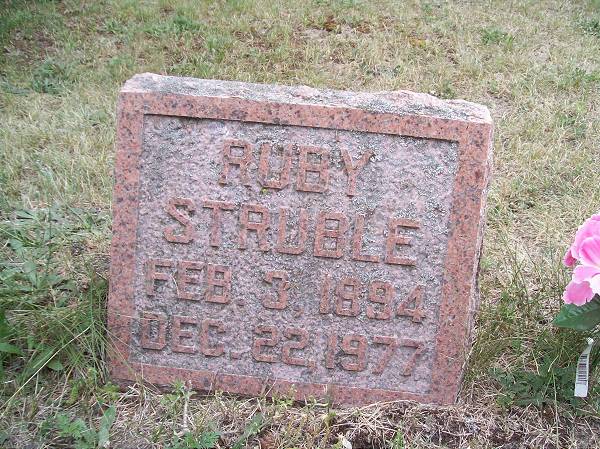 RUBY
STRUBLE
FEB. 3, 1894
DEC. 22, 1977